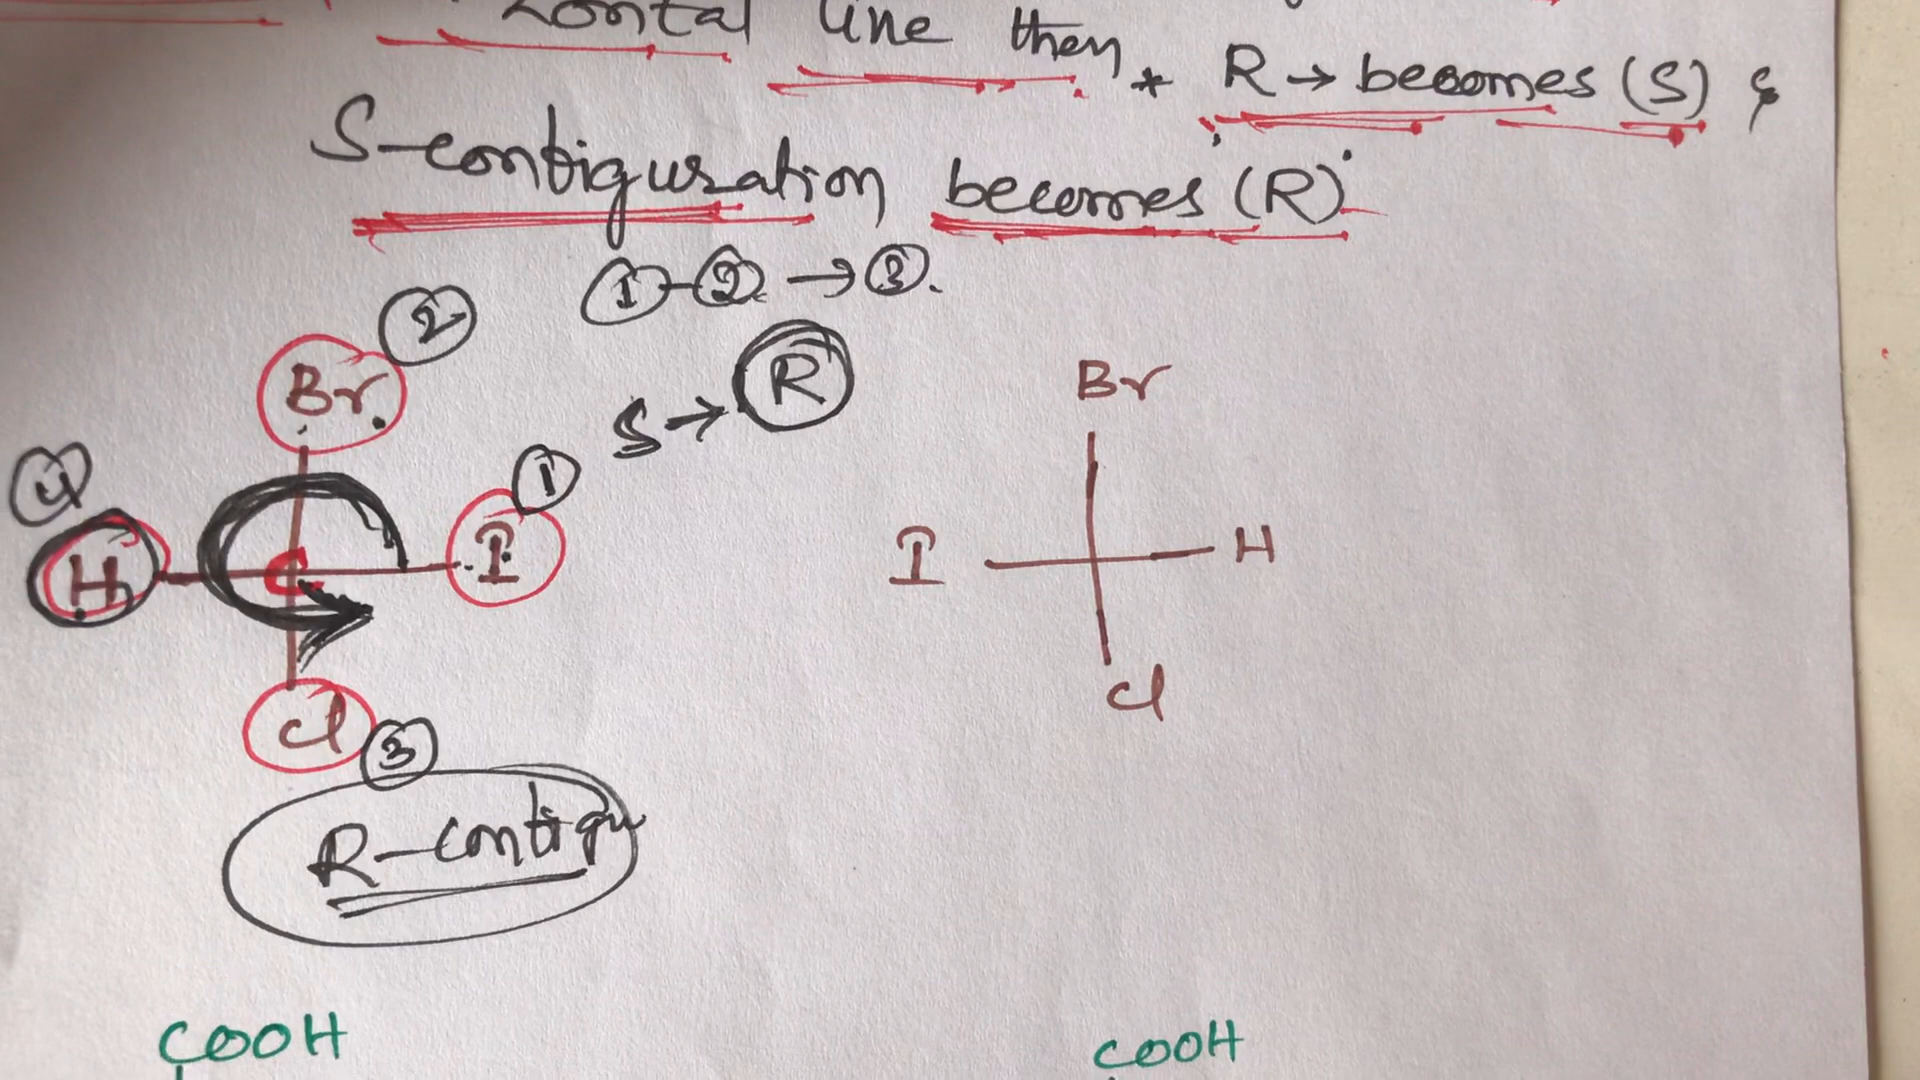 zontal line then * R → becomes (S) &
S-configuration becomes (R)
① - ② → ③.
② 
Br
S → R
Br
④
①
H C I
I H
Cl
Cl
③
R-configu
COOH COOH